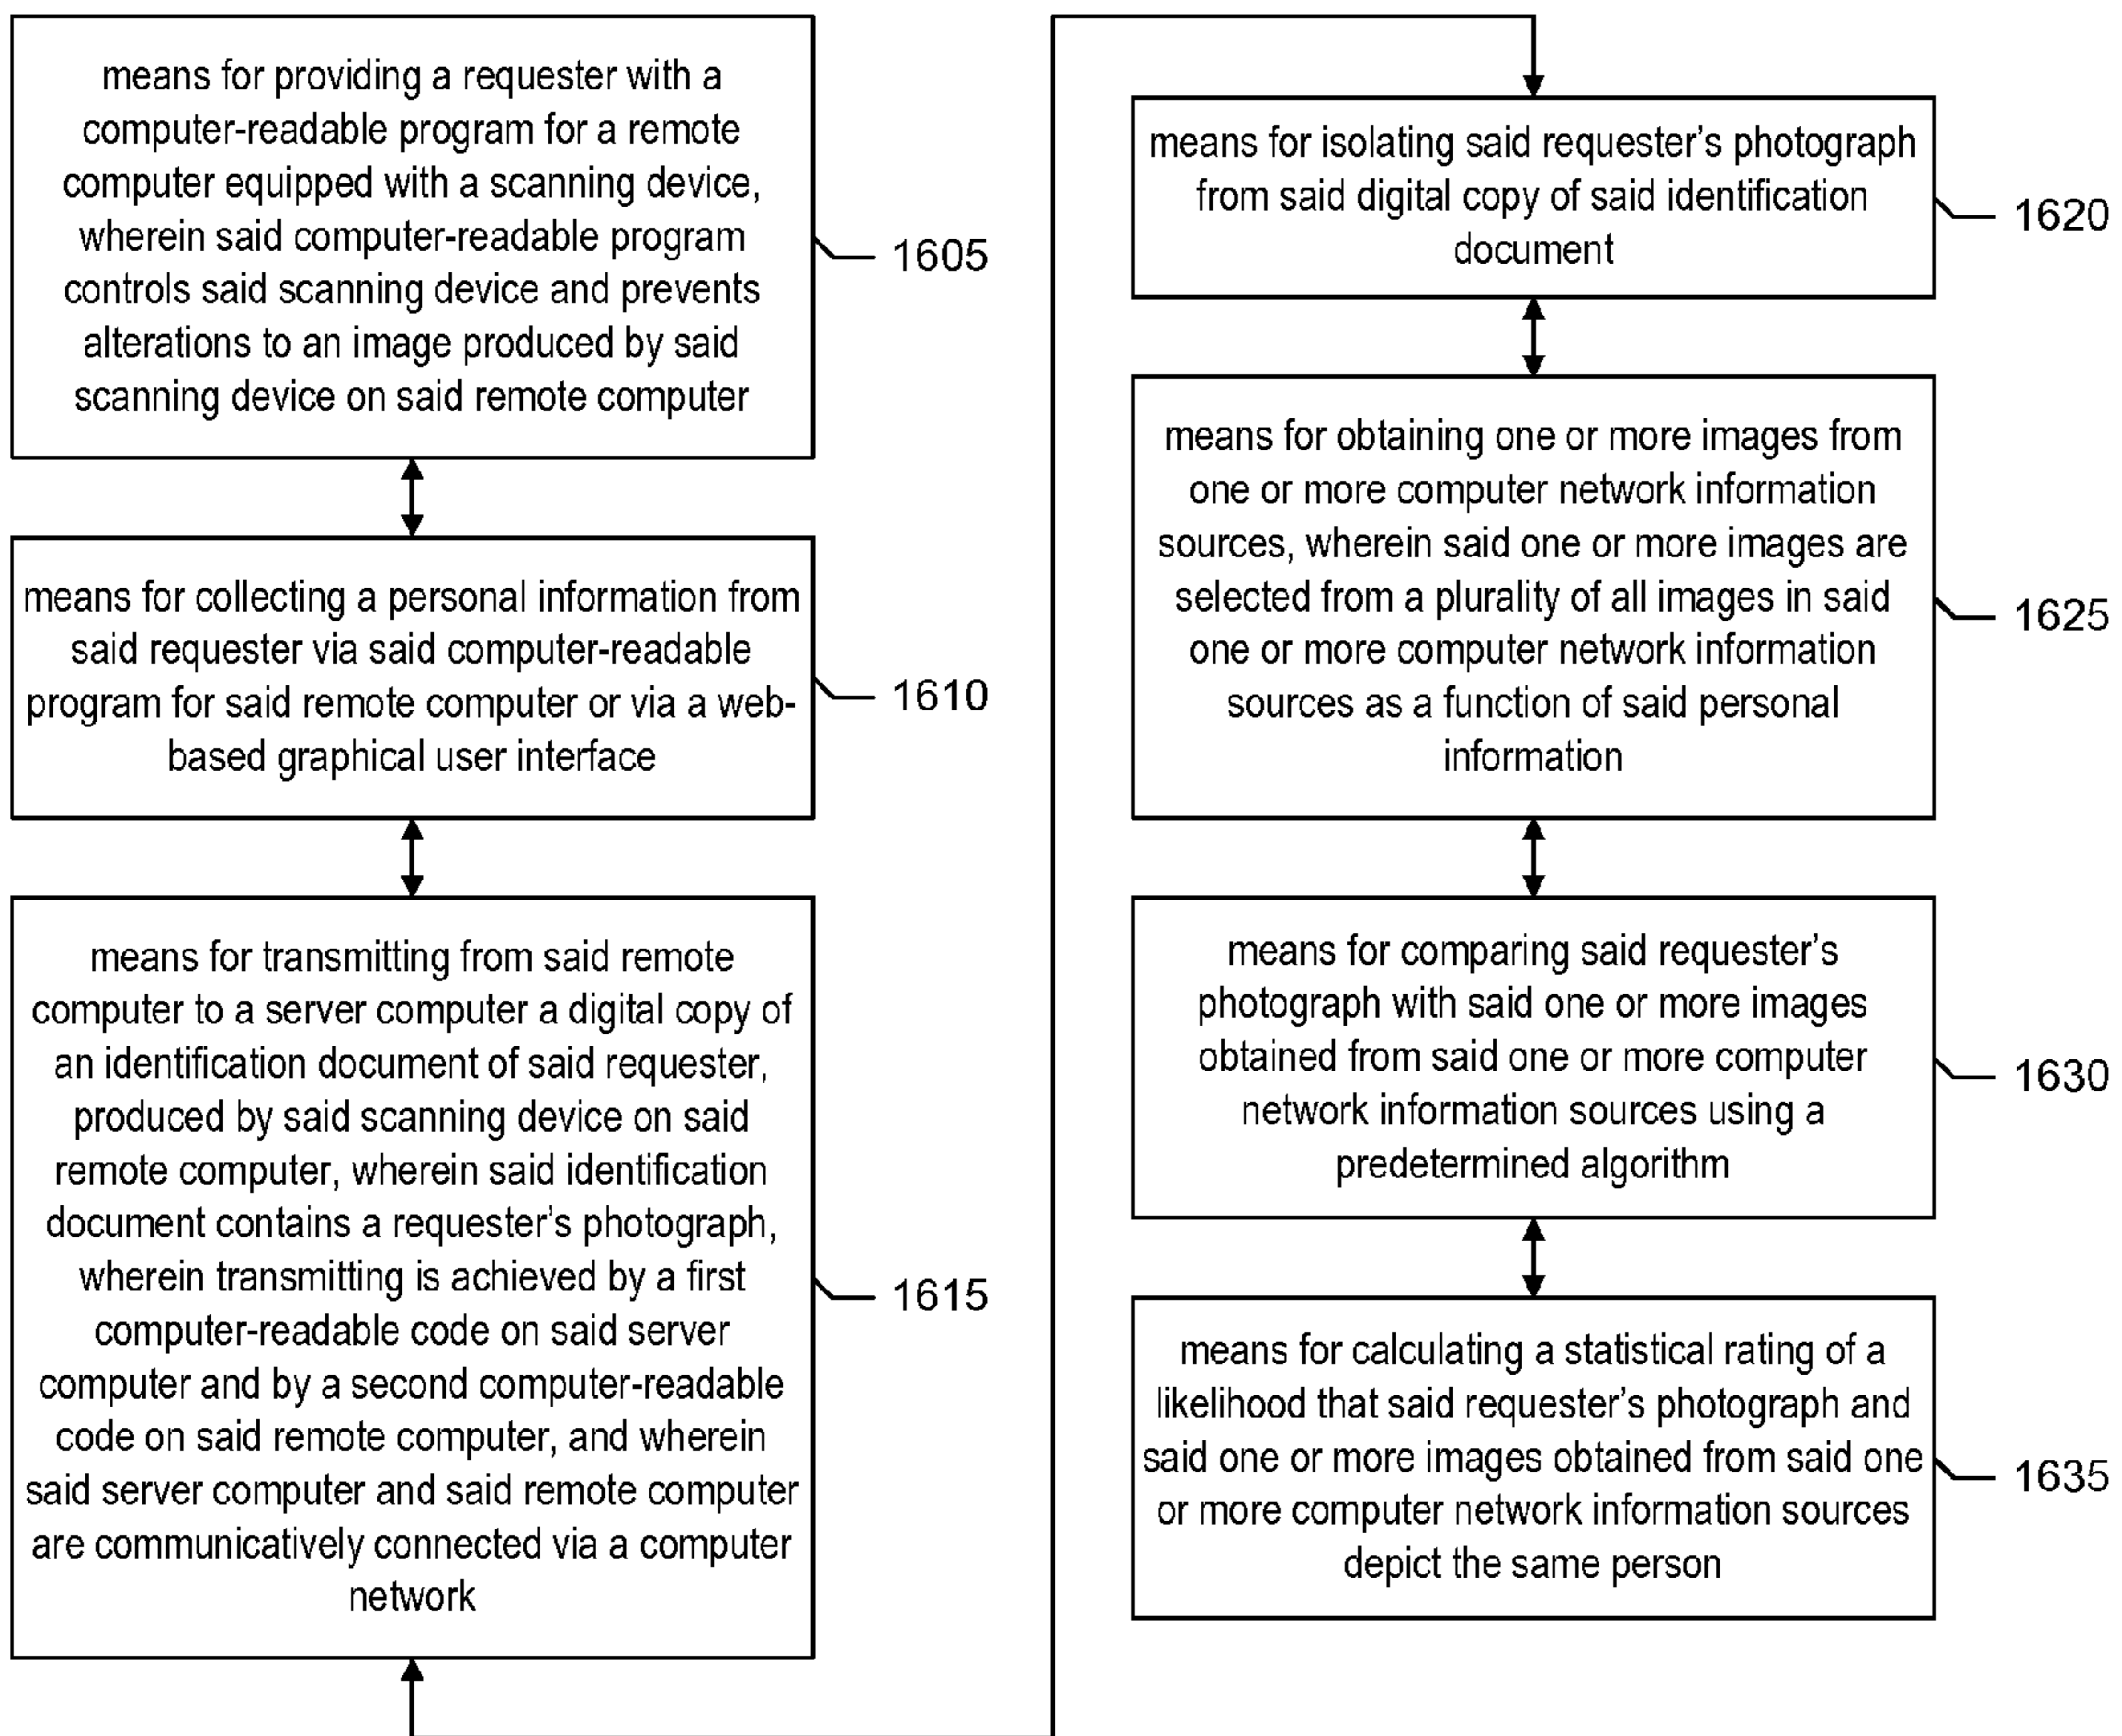 means for providing a requester with a
computer-readable program for a remote
computer equipped with a scanning device,
wherein said computer-readable program
controls said scanning device and prevents
alterations to an image produced by said
scanning device on said remote computer
1605
means for collecting a personal information from
said requester via said computer-readable
program for said remote computer or via a web-
based graphical user interface
1610
means for transmitting from said remote
computer to a server computer a digital copy of
an identification document of said requester,
produced by said scanning device on said
remote computer, wherein said identification
document contains a requester's photograph,
wherein transmitting is achieved by a first
computer-readable code on said server
computer and by a second computer-readable
code on said remote computer, and wherein
said server computer and said remote computer
are communicatively connected via a computer
network
1615
means for isolating said requester's photograph
from said digital copy of said identification
document
1620
means for obtaining one or more images from
one or more computer network information
sources, wherein said one or more images are
selected from a plurality of all images in said
one or more computer network information
sources as a function of said personal
information
1625
means for comparing said requester's
photograph with said one or more images
obtained from said one or more computer
network information sources using a
predetermined algorithm
1630
means for calculating a statistical rating of a
likelihood that said requester's photograph and
said one or more images obtained from said one
or more computer network information sources
depict the same person
1635